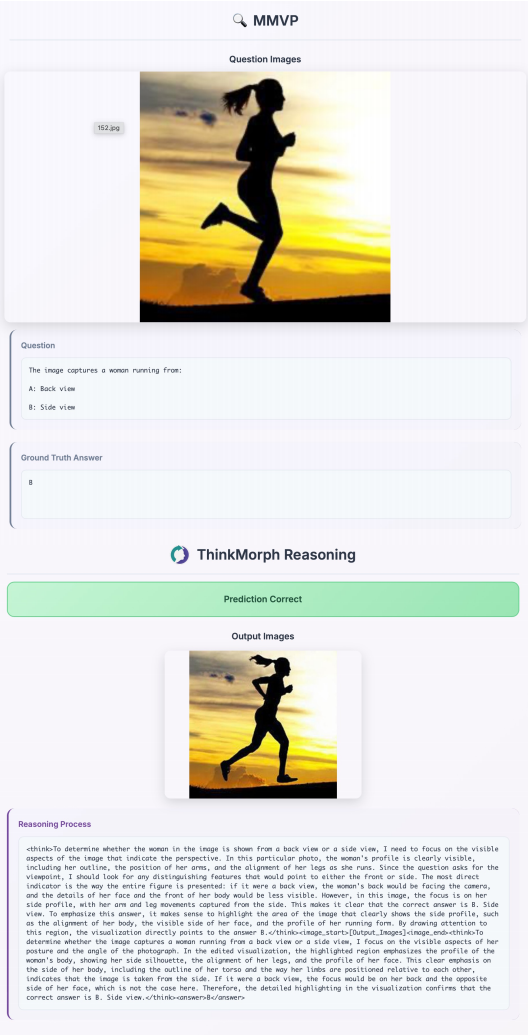 MMVP
Question Images
152.jpg
Question
The image captures a woman running from:
A: Back view
B: Side view
Ground Truth Answer
B
ThinkMorph Reasoning
Prediction Correct
Output Images
Reasoning Process
<think>To determine whether the woman in the image is shown from a back view or a side view, I need to focus on the visible
aspects of the image that indicate the perspective. In this particular photo, the woman's profile is clearly visible,
including her outline, the position of her arms, and the alignment of her legs as she runs. Since the question asks for the
viewpoint, I should look for any distinguishing features that would point to either the front or side. The most direct
indicator is the way the entire figure is presented: if it were a back view, the woman's back would be facing the camera,
and the details of her face and the front of her body would be less visible. However, in this image, the focus is on her
side profile, with her arm and leg movements captured from the side. This makes it clear that the correct answer is B. Side
view. To emphasize this answer, it makes sense to highlight the area of the image that clearly shows the side profile, such
as the alignment of her body, the visible side of her face, and the profile of her running form. By drawing attention to
this region, the visualization directly points to the answer B.</think><image_start>[Output_Images]<image_end><think>To
determine whether the image captures a woman running from a back view or a side view, I focus on the visible aspects of her
posture and the angle of the photograph. In the edited visualization, the highlighted region emphasizes the profile of the
woman's body, showing her side silhouette, the alignment of her legs, and the profile of her face. This clear emphasis on
the side of her body, including the outline of her torso and the way her limbs are positioned relative to each other,
indicates that the image is taken from the side. If it were a back view, the focus would be on her back and the opposite
side of her face, which is not the case here. Therefore, the detailed highlighting in the visualization confirms that the
correct answer is B. Side view.</think><answer>B</answer>